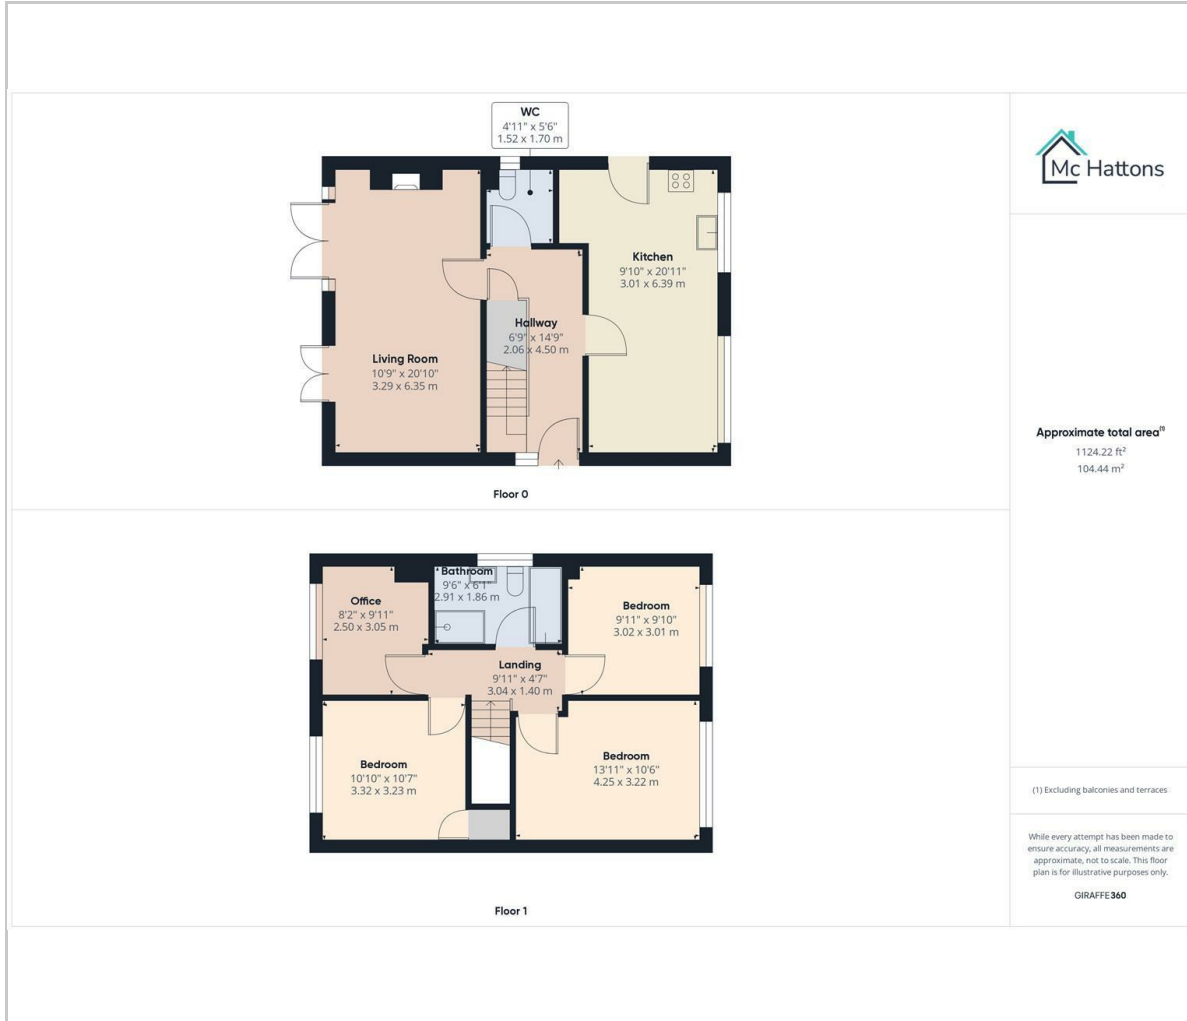 WC
4'11" x 5'6"
1.52 x 1.70 m
Kitchen
9'10" x 20'11"
3.01 x 6.39 m
Hallway
6'9" x 14'9"
2.06 x 4.50 m
Living Room
10'9" x 20'10"
3.29 x 6.35 m
Floor 0
Bathroom
9'6" x 6'1"
2.91 x 1.86 m
Office
8'2" x 9'11"
2.50 x 3.05 m
Bedroom
9'11" x 9'10"
3.02 x 3.01 m
Landing
9'11" x 4'7"
3.04 x 1.40 m
Bedroom
10'10" x 10'7"
3.32 x 3.23 m
Bedroom
13'11" x 10'6"
4.25 x 3.22 m
Floor 1
Mc Hattons
Approximate total area(1)
1124.22 ft²
104.44 m²
(1) Excluding balconies and terraces
While every attempt has been made to
ensure accuracy, all measurements are
approximate, not to scale. This floor
plan is for illustrative purposes only.
GIRAFFE360